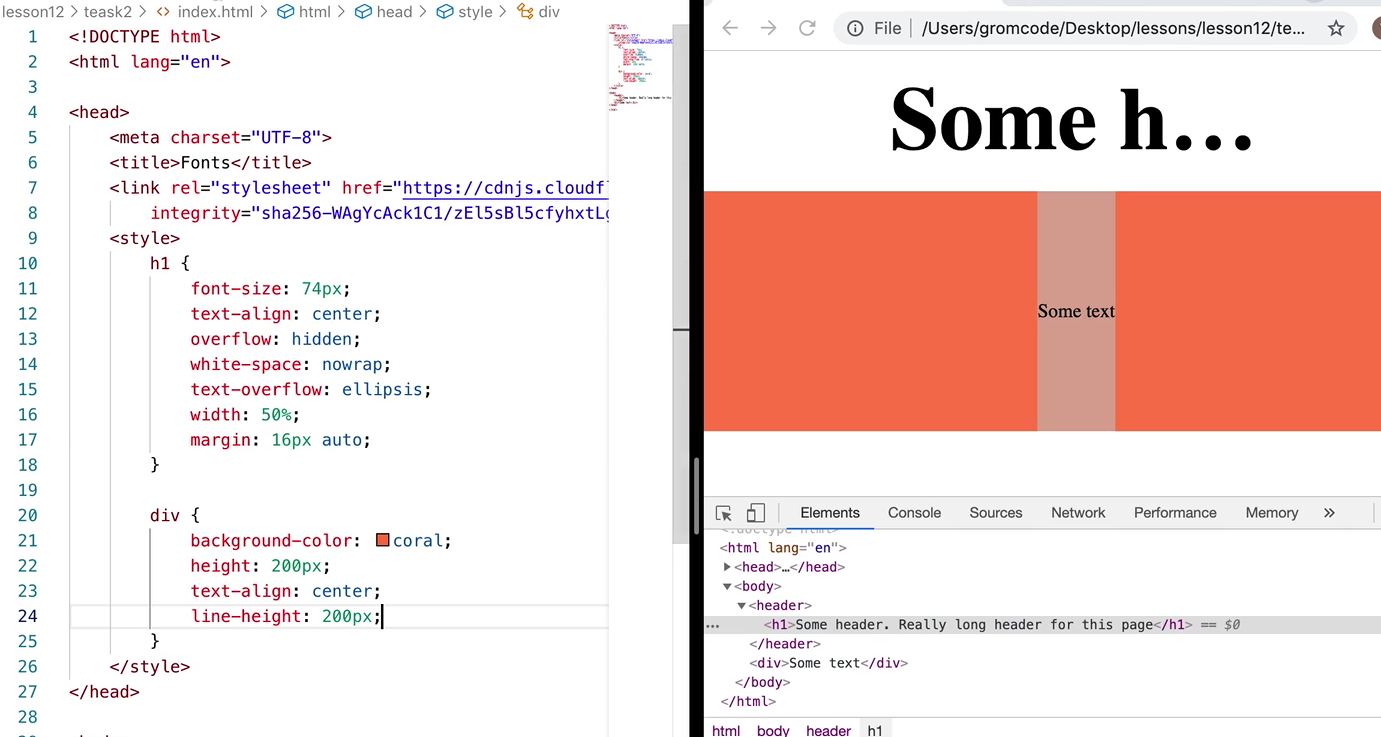 lesson12 > teask2 > index.html > html > head > style > div
1 <!DOCTYPE html>
2 <html lang="en">
3
4 <head>
5 <meta charset="UTF-8">
6 <title>Fonts</title>
7 <link rel="stylesheet" href="https://cdnjs.cloudf
8 integrity="sha256-WAgYcAck1C1/zEl5sBl5cfyhxtL
9 <style>
10 h1 {
11 font-size: 74px;
12 text-align: center;
13 overflow: hidden;
14 white-space: nowrap;
15 text-overflow: ellipsis;
16 width: 50%;
17 margin: 16px auto;
18 }
19
20 div {
21 background-color: coral;
22 height: 200px;
23 text-align: center;
24 line-height: 200px;
25 }
26 </style>
27 </head>
28
File | /Users/gromcode/Desktop/lessons/lesson12/te...
Some h...
Some text
Elements Console Sources Network Performance Memory »
<!doctype html>
<html lang="en">
<head>…</head>
<body>
<header>
… <h1>Some header. Really long header for this page</h1> == $0
</header>
<div>Some text</div>
</body>
</html>
html body header h1